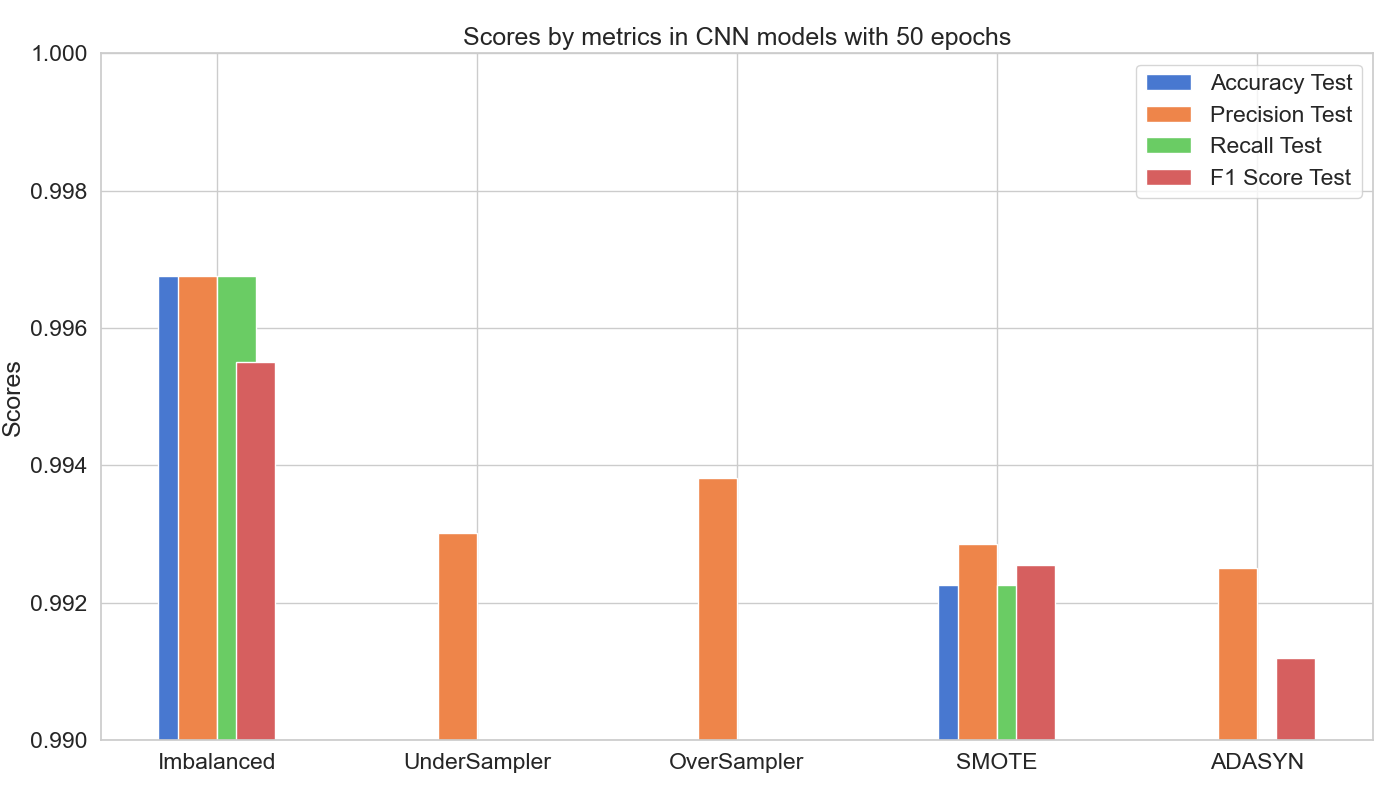 Scores by metrics in CNN models with 50 epochs
1.000
0.998
0.996
0.994
0.992
0.990
Scores
Accuracy Test
Precision Test
Recall Test
F1 Score Test
Imbalanced
UnderSampler
OverSampler
SMOTE
ADASYN